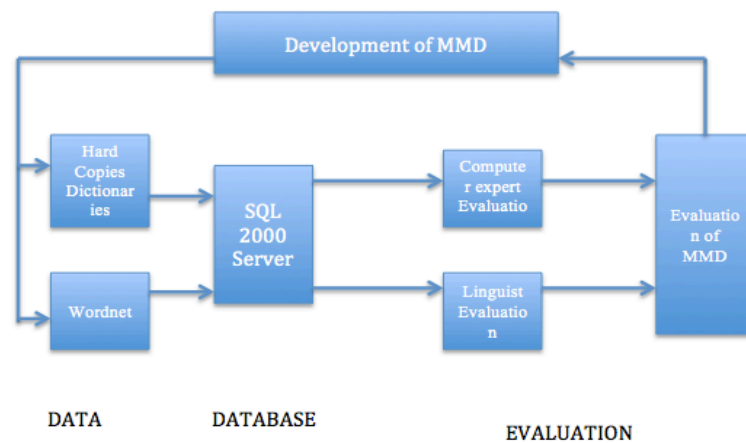 Development of MMD
Hard
Copies
Dictionar
ies
SQL
2000
Server
Compute
r expert
Evaluatio
Evaluatio
n of
MMD
Wordnet
Linguist
Evaluatio
n
DATA
DATABASE
EVALUATION